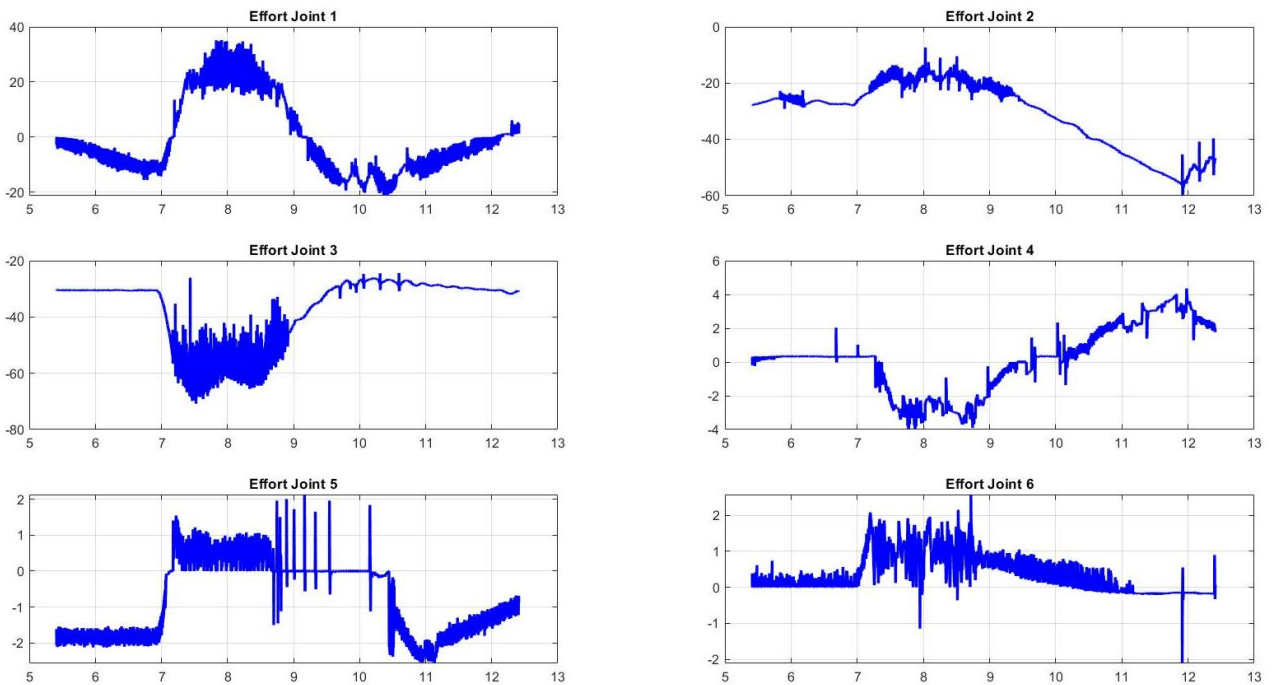 Effort Joint 1
40
20
0
-20
5 6 7 8 9 10 11 12 13
Effort Joint 2
0
-20
-40
-60
5 6 7 8 9 10 11 12 13
Effort Joint 3
-20
-40
-60
-80
5 6 7 8 9 10 11 12 13
Effort Joint 4
6
4
2
0
-2
-4
5 6 7 8 9 10 11 12 13
Effort Joint 5
2
1
0
-1
-2
5 6 7 8 9 10 11 12 13
Effort Joint 6
2
1
0
-1
-2
5 6 7 8 9 10 11 12 13